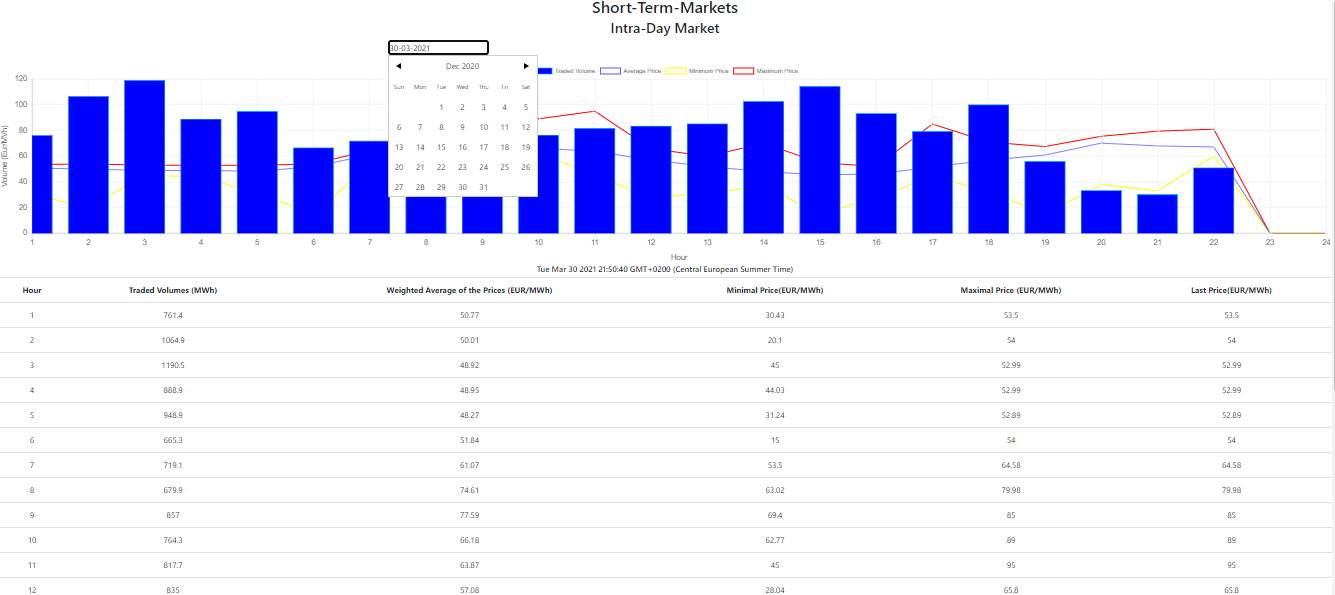 Short-Term-Markets
Intra-Day Market
30-03-2021
◀ Dec 2020 ▶
Sun Mon Tue Wed Thu Fri Sat
1 2 3 4 5
6 7 8 9 10 11 12
13 14 15 16 17 18 19
20 21 22 23 24 25 26
27 28 29 30 31
Traded Volume Average Price Minimum Price Maximum Price
Volume (Eur/MWh)
120
100
80
60
40
20
0
1 2 3 4 5 6 7 8 9 10 11 12 13 14 15 16 17 18 19 20 21 22 23 24
Hour
Tue Mar 30 2021 21:50:40 GMT+0200 (Central European Summer Time)
Hour Traded Volumes (MWh) Weighted Average of the Prices (EUR/MWh) Minimal Price(EUR/MWh) Maximal Price (EUR/MWh) Last Price(EUR/MWh)
1 761.4 50.77 30.43 53.5 53.5
2 1064.9 50.01 20.1 54 54
3 1190.5 48.92 45 52.99 52.99
4 888.9 48.95 44.03 52.99 52.99
5 948.9 48.27 31.24 52.89 52.89
6 665.3 51.84 15 54 54
7 719.1 61.07 53.5 64.58 64.58
8 679.9 74.61 63.02 79.98 79.98
9 857 77.59 69.4 85 85
10 764.3 66.18 62.77 89 89
11 817.7 63.87 45 95 95
12 835 57.08 28.04 65.8 65.8